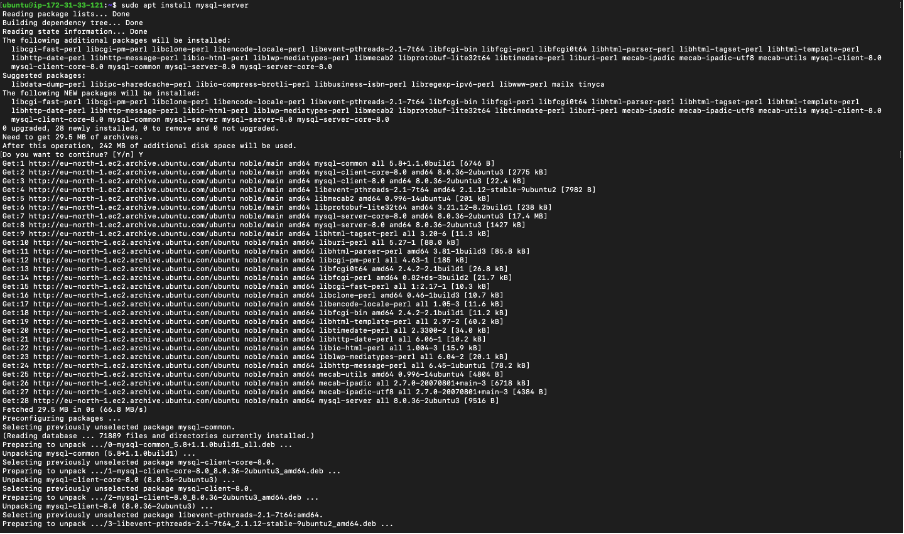 ubuntu@ip-172-31-33-121:~$ sudo apt install mysql-server
Reading package lists... Done
Building dependency tree... Done
Reading state information... Done
The following additional packages will be installed:
libcgi-fast-perl libcgi-pm-perl libclone-perl libencode-locale-perl libevent-pthreads-2.1-7t64 libfcgi-bin libfcgi-perl libfcgi0t64 libhtml-parser-perl libhtml-tagset-perl libhtml-template-perl
libhttp-date-perl libhttp-message-perl libio-html-perl liblwp-mediatypes-perl libmecab2 libprotobuf-lite32t64 libtimedate-perl liburi-perl mecab-ipadic mecab-ipadic-utf8 mecab-utils mysql-client-8.0
mysql-client-core-8.0 mysql-common mysql-server-8.0 mysql-server-core-8.0
Suggested packages:
libdata-dump-perl libipc-sharedcache-perl libio-compress-brotli-perl libbusiness-isbn-perl libregexp-ipv6-perl libwww-perl mailx tinyca
The following NEW packages will be installed:
libcgi-fast-perl libcgi-pm-perl libclone-perl libencode-locale-perl libevent-pthreads-2.1-7t64 libfcgi-bin libfcgi-perl libfcgi0t64 libhtml-parser-perl libhtml-tagset-perl libhtml-template-perl
libhttp-date-perl libhttp-message-perl libio-html-perl liblwp-mediatypes-perl libmecab2 libprotobuf-lite32t64 libtimedate-perl liburi-perl mecab-ipadic mecab-ipadic-utf8 mecab-utils mysql-client-8.0
mysql-client-core-8.0 mysql-common mysql-server mysql-server-8.0 mysql-server-core-8.0
0 upgraded, 28 newly installed, 0 to remove and 0 not upgraded.
Need to get 29.5 MB of archives.
After this operation, 242 MB of additional disk space will be used.
Do you want to continue? [Y/n] Y
Get:1 http://eu-north-1.ec2.archive.ubuntu.com/ubuntu noble/main amd64 mysql-common all 5.8+1.1.0build1 [6746 B]
Get:2 http://eu-north-1.ec2.archive.ubuntu.com/ubuntu noble/main amd64 mysql-client-core-8.0 amd64 8.0.36-2ubuntu3 [2775 kB]
Get:3 http://eu-north-1.ec2.archive.ubuntu.com/ubuntu noble/main amd64 mysql-client-8.0 amd64 8.0.36-2ubuntu3 [22.4 kB]
Get:4 http://eu-north-1.ec2.archive.ubuntu.com/ubuntu noble/main amd64 libevent-pthreads-2.1-7t64 amd64 2.1.12-stable-9ubuntu2 [7982 B]
Get:5 http://eu-north-1.ec2.archive.ubuntu.com/ubuntu noble/main amd64 libmecab2 amd64 0.996-14ubuntu4 [201 kB]
Get:6 http://eu-north-1.ec2.archive.ubuntu.com/ubuntu noble/main amd64 libprotobuf-lite32t64 amd64 3.21.12-8.2build1 [238 kB]
Get:7 http://eu-north-1.ec2.archive.ubuntu.com/ubuntu noble/main amd64 mysql-server-core-8.0 amd64 8.0.36-2ubuntu3 [17.4 MB]
Get:8 http://eu-north-1.ec2.archive.ubuntu.com/ubuntu noble/main amd64 mysql-server-8.0 amd64 8.0.36-2ubuntu3 [1427 kB]
Get:9 http://eu-north-1.ec2.archive.ubuntu.com/ubuntu noble/main amd64 libhtml-tagset-perl all 3.20-6 [11.3 kB]
Get:10 http://eu-north-1.ec2.archive.ubuntu.com/ubuntu noble/main amd64 liburi-perl all 5.27-1 [88.0 kB]
Get:11 http://eu-north-1.ec2.archive.ubuntu.com/ubuntu noble/main amd64 libhtml-parser-perl amd64 3.81-1build3 [85.8 kB]
Get:12 http://eu-north-1.ec2.archive.ubuntu.com/ubuntu noble/main amd64 libcgi-pm-perl all 4.63-1 [185 kB]
Get:13 http://eu-north-1.ec2.archive.ubuntu.com/ubuntu noble/main amd64 libfcgi0t64 amd64 2.4.2-2.1build1 [26.8 kB]
Get:14 http://eu-north-1.ec2.archive.ubuntu.com/ubuntu noble/main amd64 libfcgi-perl amd64 0.82+ds-3build2 [21.7 kB]
Get:15 http://eu-north-1.ec2.archive.ubuntu.com/ubuntu noble/main amd64 libcgi-fast-perl all 1:2.17-1 [10.3 kB]
Get:16 http://eu-north-1.ec2.archive.ubuntu.com/ubuntu noble/main amd64 libclone-perl amd64 0.46-1build3 [10.7 kB]
Get:17 http://eu-north-1.ec2.archive.ubuntu.com/ubuntu noble/main amd64 libencode-locale-perl all 1.05-3 [11.6 kB]
Get:18 http://eu-north-1.ec2.archive.ubuntu.com/ubuntu noble/main amd64 libfcgi-bin amd64 2.4.2-2.1build1 [11.2 kB]
Get:19 http://eu-north-1.ec2.archive.ubuntu.com/ubuntu noble/main amd64 libhtml-template-perl all 2.97-2 [60.2 kB]
Get:20 http://eu-north-1.ec2.archive.ubuntu.com/ubuntu noble/main amd64 libtimedate-perl all 2.3300-2 [34.0 kB]
Get:21 http://eu-north-1.ec2.archive.ubuntu.com/ubuntu noble/main amd64 libhttp-date-perl all 6.06-1 [10.2 kB]
Get:22 http://eu-north-1.ec2.archive.ubuntu.com/ubuntu noble/main amd64 libio-html-perl all 1.004-3 [15.9 kB]
Get:23 http://eu-north-1.ec2.archive.ubuntu.com/ubuntu noble/main amd64 liblwp-mediatypes-perl all 6.04-2 [20.1 kB]
Get:24 http://eu-north-1.ec2.archive.ubuntu.com/ubuntu noble/main amd64 libhttp-message-perl all 6.45-1ubuntu1 [78.2 kB]
Get:25 http://eu-north-1.ec2.archive.ubuntu.com/ubuntu noble/main amd64 mecab-utils amd64 0.996-14ubuntu4 [4804 B]
Get:26 http://eu-north-1.ec2.archive.ubuntu.com/ubuntu noble/main amd64 mecab-ipadic all 2.7.0-20070801+main-3 [6718 kB]
Get:27 http://eu-north-1.ec2.archive.ubuntu.com/ubuntu noble/main amd64 mecab-ipadic-utf8 all 2.7.0-20070801+main-3 [4384 B]
Get:28 http://eu-north-1.ec2.archive.ubuntu.com/ubuntu noble/main amd64 mysql-server all 8.0.36-2ubuntu3 [9516 B]
Fetched 29.5 MB in 0s (66.8 MB/s)
Preconfiguring packages ...
Selecting previously unselected package mysql-common.
(Reading database ... 71889 files and directories currently installed.)
Preparing to unpack .../0-mysql-common_5.8+1.1.0build1_all.deb ...
Unpacking mysql-common (5.8+1.1.0build1) ...
Selecting previously unselected package mysql-client-core-8.0.
Preparing to unpack .../1-mysql-client-core-8.0_8.0.36-2ubuntu3_amd64.deb ...
Unpacking mysql-client-core-8.0 (8.0.36-2ubuntu3) ...
Selecting previously unselected package mysql-client-8.0.
Preparing to unpack .../2-mysql-client-8.0_8.0.36-2ubuntu3_amd64.deb ...
Unpacking mysql-client-8.0 (8.0.36-2ubuntu3) ...
Selecting previously unselected package libevent-pthreads-2.1-7t64:amd64.
Preparing to unpack .../3-libevent-pthreads-2.1-7t64_2.1.12-stable-9ubuntu2_amd64.deb ...